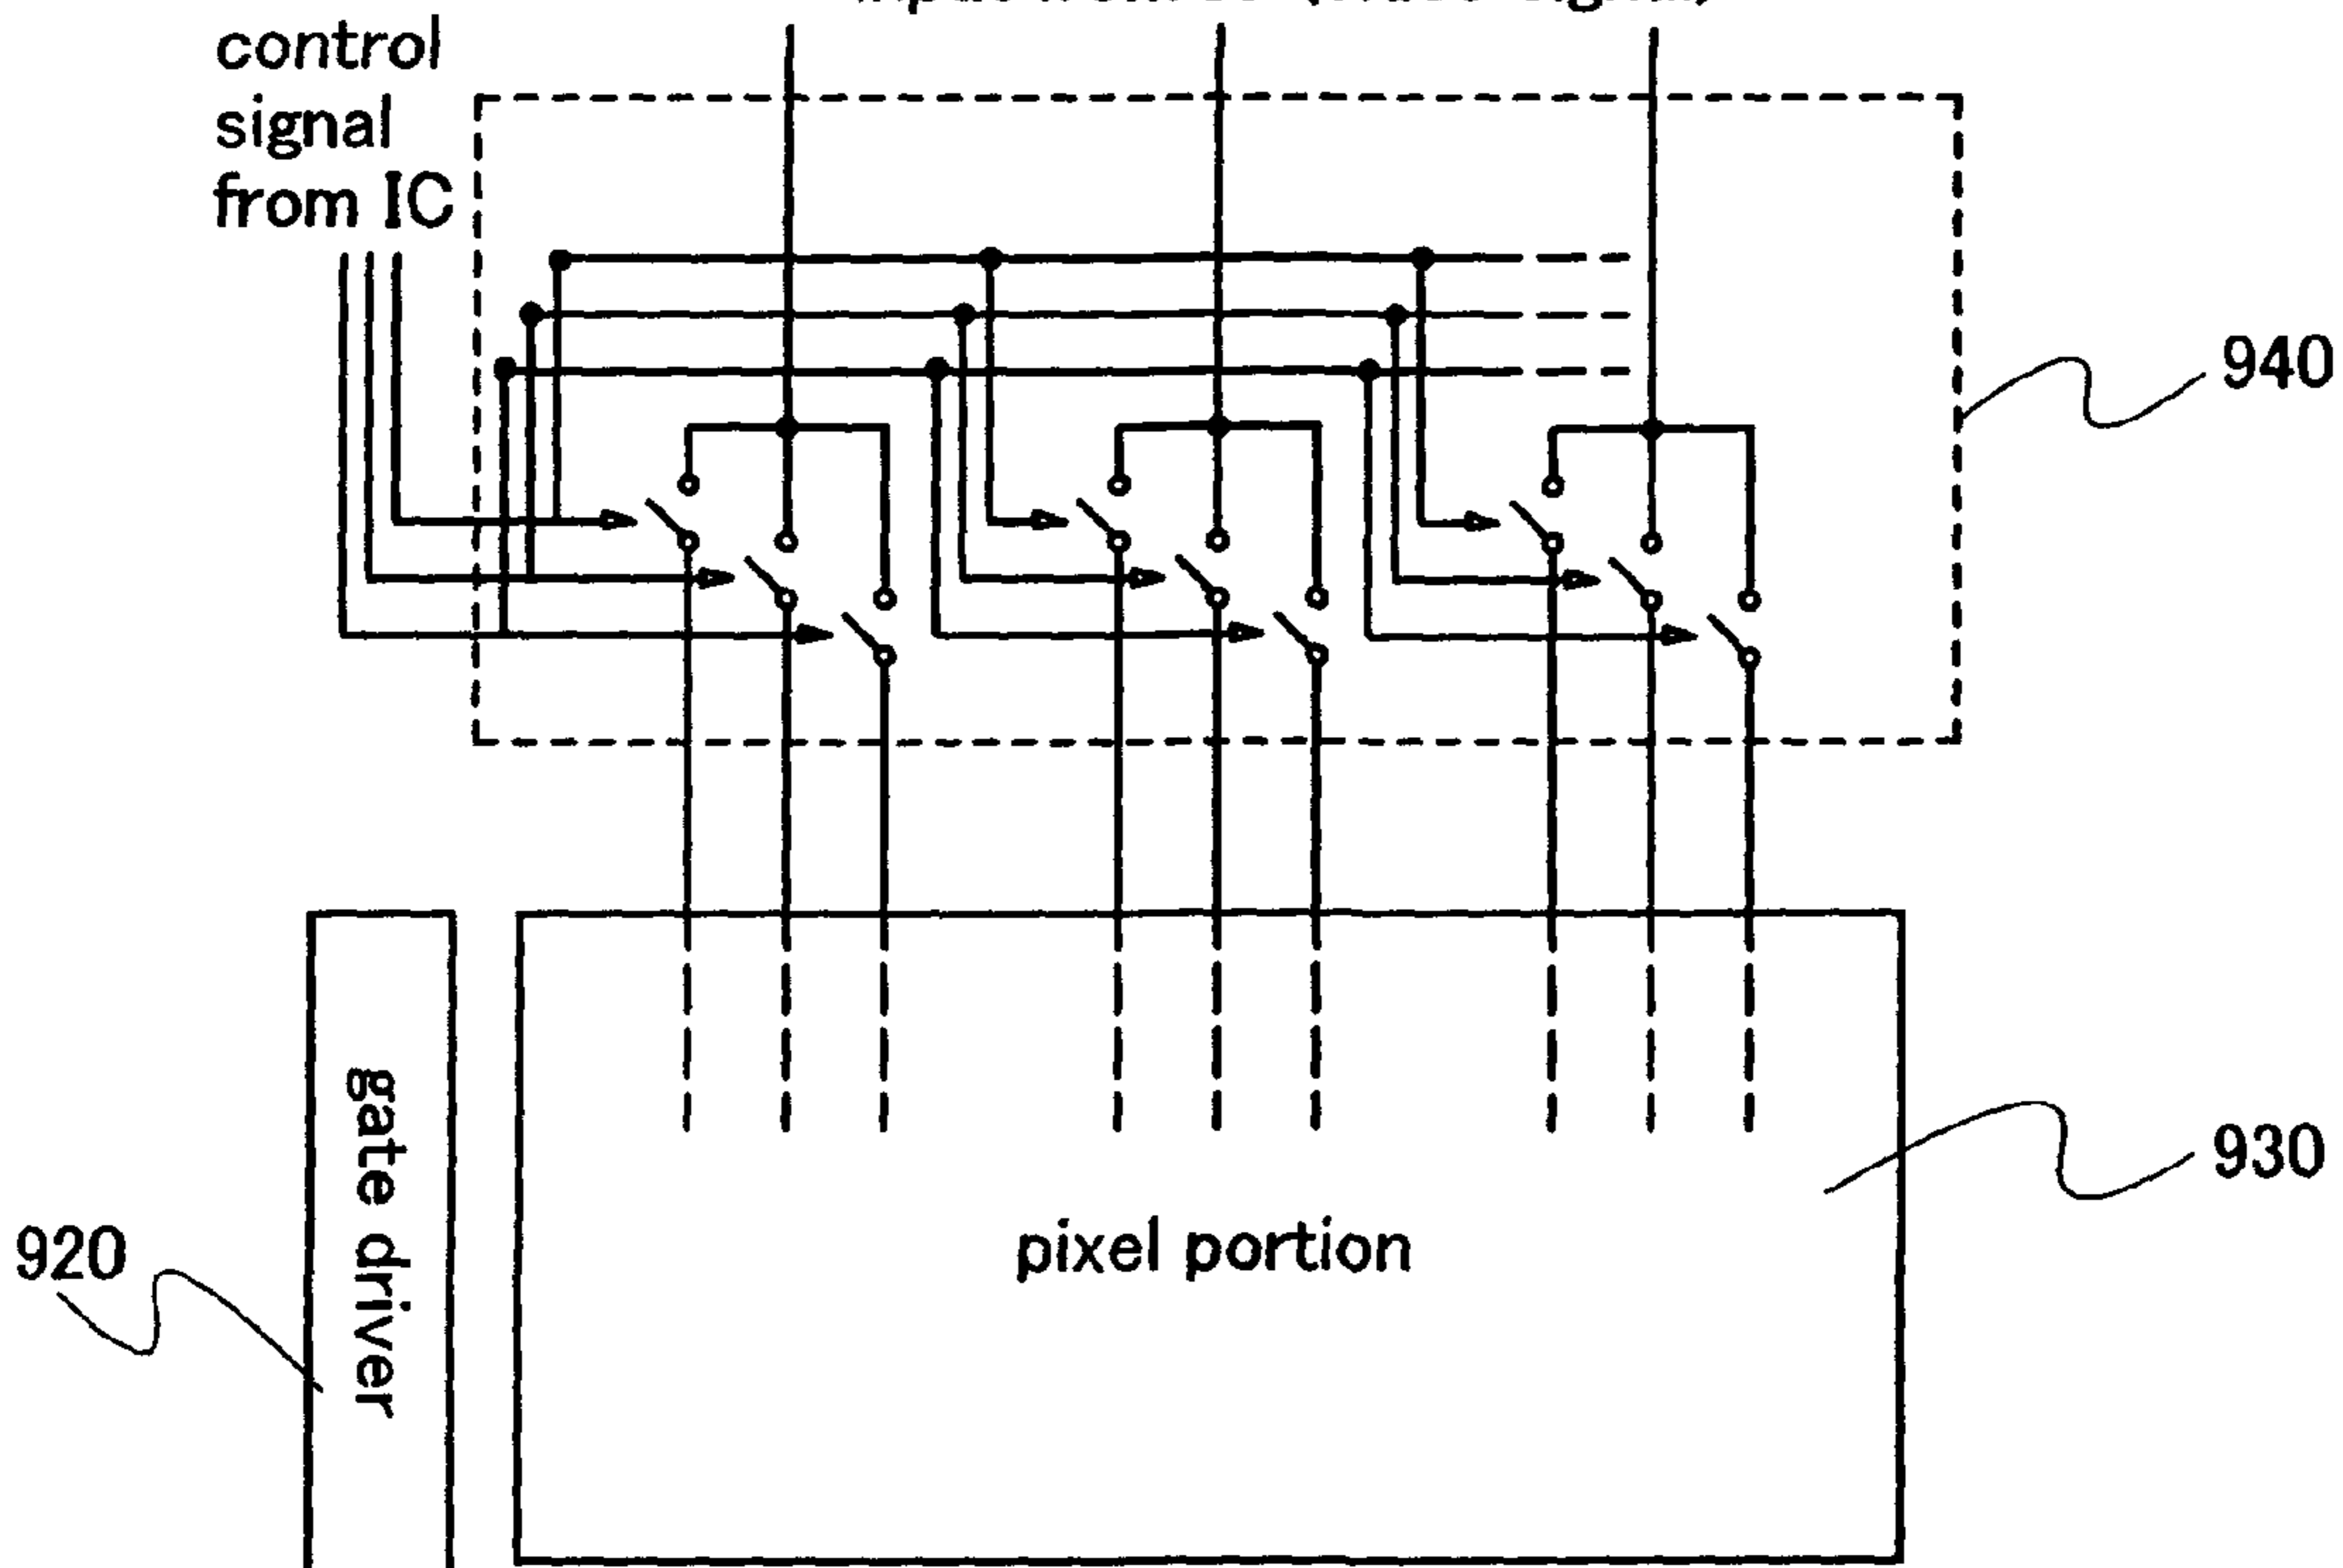 control
signal
from IC
940
930
920
gate driver
pixel portion